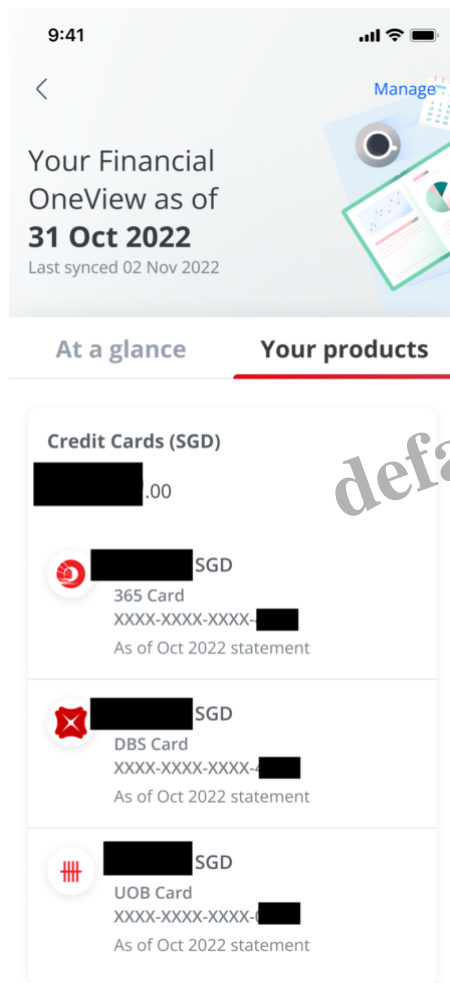 9:41
Manage
Your Financial
OneView as of
31 Oct 2022
Last synced 02 Nov 2022
At a glance
Your products
Credit Cards (SGD)
.00
SGD
365 Card
XXXX-XXXX-XXXX-
As of Oct 2022 statement
SGD
DBS Card
XXXX-XXXX-XXXX-
As of Oct 2022 statement
SGD
UOB Card
XXXX-XXXX-XXXX-
As of Oct 2022 statement
defa